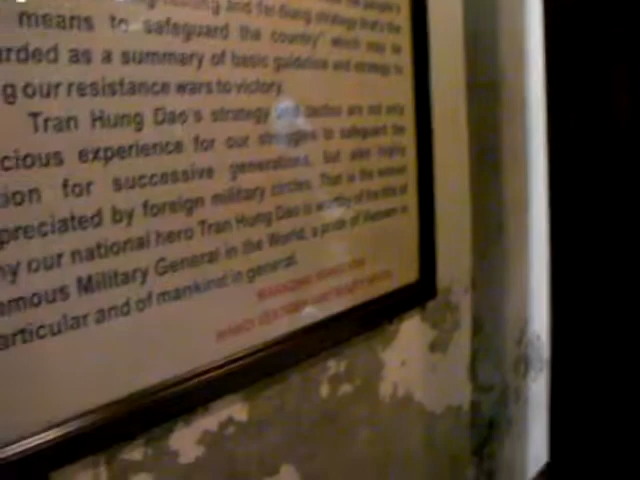 means to safeguard the country" which may be
arded as a summary of basic guideline and strategy to
g our resistance wars to victory.
Tran Hung Dao's strategy and tactics are not only
cious experience for our struggles to safeguard the
ion for successive generations, but also highly
preciated by foreign military circles. That is the
y our national hero Tran Hung Dao is worthy of the title of
amous Military General in the World, a pride of Vietnam in
articular and of mankind in general.